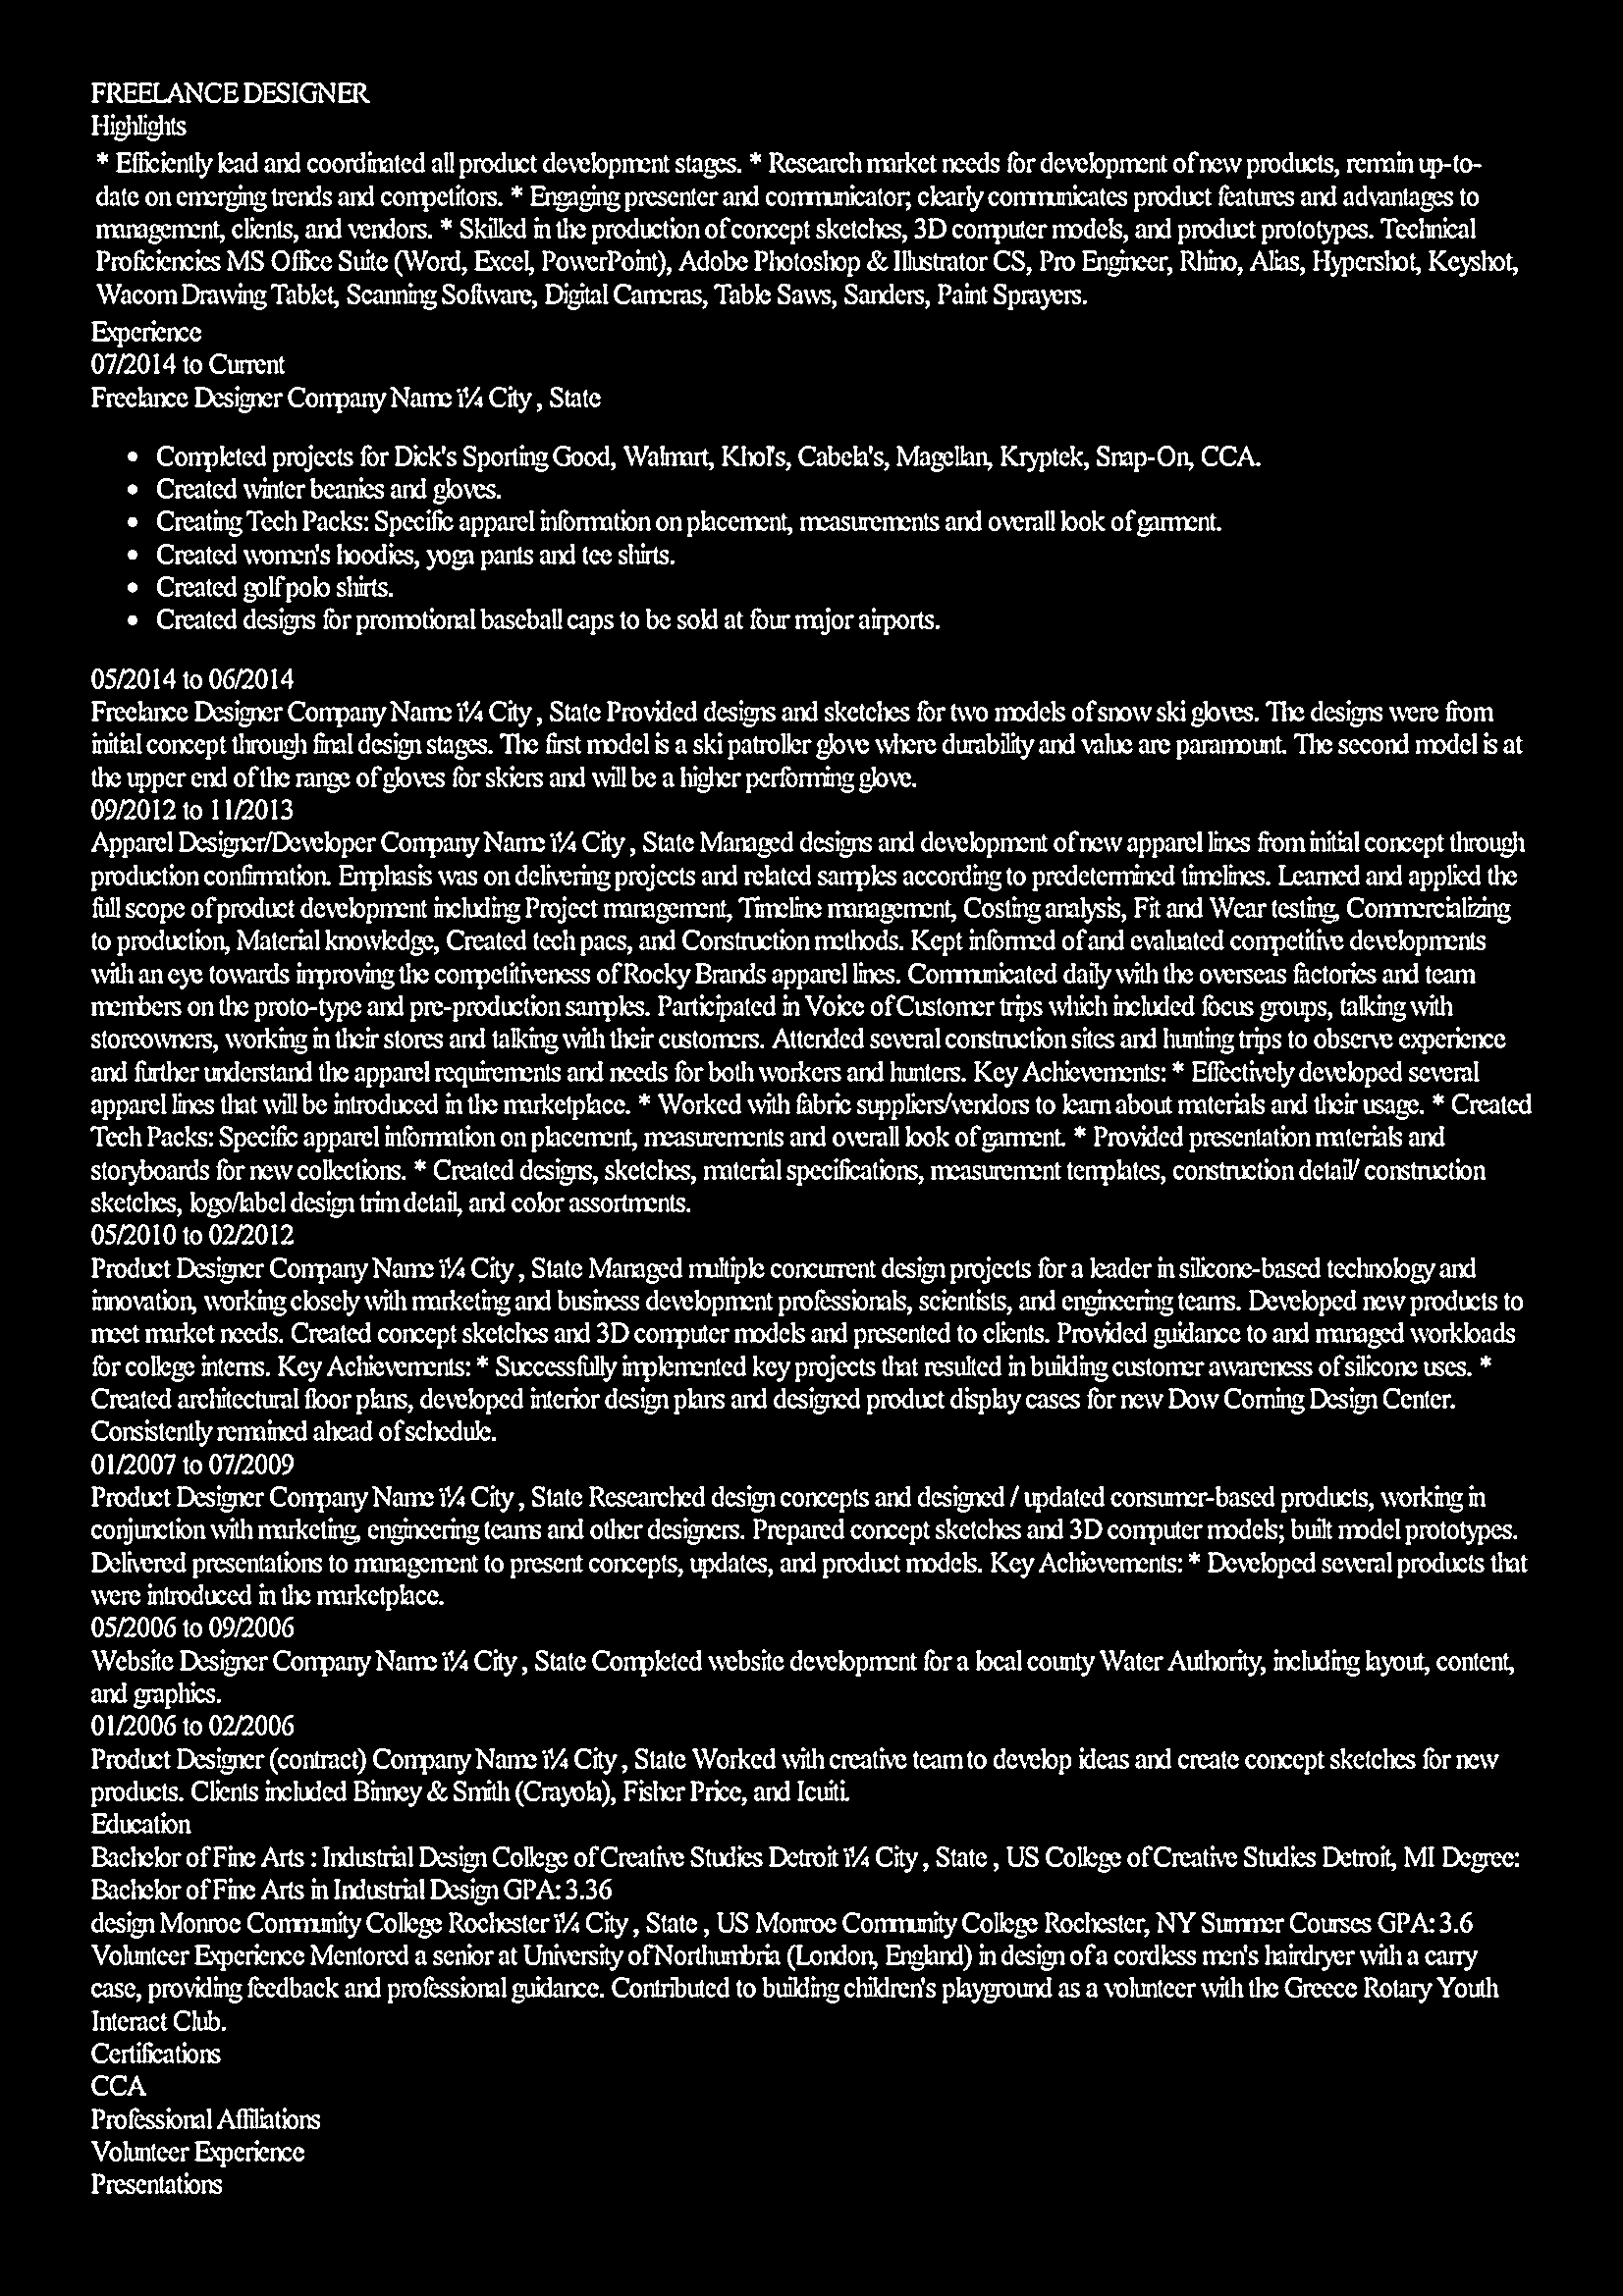 FREELANCE DESIGNER
Highlights
* Efficiently lead and coordinated all product development stages. * Research market needs for development of new products, remain up-to-
date on emerging trends and competitors. * Engaging presenter and communicator; clearly communicates product features and advantages to
management, clients, and vendors. * Skilled in the production of concept sketches, 3D computer models, and product prototypes. Technical
Proficiencies MS Office Suite (Word, Excel, PowerPoint), Adobe Photoshop & Illustrator CS, Pro Engineer, Rhino, Alias, Hypershot, Keyshot,
Wacom Drawing Tablet, Scanning Software, Digital Cameras, Table Saws, Sanders, Paint Sprayers.
Experience
07/2014 to Current
Freelance Designer Company Name ï¼ City , State
• Completed projects for Dick's Sporting Good, Walmart, Khol's, Cabela's, Magellan, Kryptek, Snap-On, CCA.
• Created winter beanies and gloves.
• Creating Tech Packs: Specific apparel information on placement, measurements and overall look of garment.
• Created women's hoodies, yoga pants and tee shirts.
• Created golf polo shirts.
• Created designs for promotional baseball caps to be sold at four major airports.
05/2014 to 06/2014
Freelance Designer Company Name ï¼ City , State Provided designs and sketches for two models of snow ski gloves. The designs were from
initial concept through final design stages. The first model is a ski patroller glove where durability and value are paramount. The second model is at
the upper end of the range of gloves for skiers and will be a higher performing glove.
09/2012 to 11/2013
Apparel Designer/Developer Company Name ï¼ City , State Managed designs and development of new apparel lines from initial concept through
production confirmation. Emphasis was on delivering projects and related samples according to predetermined timelines. Learned and applied the
full scope of product development including Project management, Timeline management, Costing analysis, Fit and Wear testing, Commercializing
to production, Material knowledge, Created tech pacs, and Construction methods. Kept informed of and evaluated competitive developments
with an eye towards improving the competitiveness of Rocky Brands apparel lines. Communicated daily with the overseas factories and team
members on the proto-type and pre-production samples. Participated in Voice of Customer trips which included focus groups, talking with
storeowners, working in their stores and talking with their customers. Attended several construction sites and hunting trips to observe experience
and further understand the apparel requirements and needs for both workers and hunters. Key Achievements: * Effectively developed several
apparel lines that will be introduced in the marketplace. * Worked with fabric suppliers/vendors to learn about materials and their usage. * Created
Tech Packs: Specific apparel information on placement, measurements and overall look of garment. * Provided presentation materials and
storyboards for new collections. * Created designs, sketches, material specifications, measurement templates, construction detail/ construction
sketches, logo/label design trim detail, and color assortments.
05/2010 to 02/2012
Product Designer Company Name ï¼ City , State Managed multiple concurrent design projects for a leader in silicone-based technology and
innovation, working closely with marketing and business development professionals, scientists, and engineering teams. Developed new products to
meet market needs. Created concept sketches and 3D computer models and presented to clients. Provided guidance to and managed workloads
for college interns. Key Achievements: * Successfully implemented key projects that resulted in building customer awareness of silicone uses. *
Created architectural floor plans, developed interior design plans and designed product display cases for new Dow Corning Design Center.
Consistently remained ahead of schedule.
01/2007 to 07/2009
Product Designer Company Name ï¼ City , State Researched design concepts and designed / updated consumer-based products, working in
conjunction with marketing, engineering teams and other designers. Prepared concept sketches and 3D computer models; built model prototypes.
Delivered presentations to management to present concepts, updates, and product models. Key Achievements: * Developed several products that
were introduced in the marketplace.
05/2006 to 09/2006
Website Designer Company Name ï¼ City , State Completed website development for a local county Water Authority, including layout, content,
and graphics.
01/2006 to 02/2006
Product Designer (contract) Company Name ï¼ City , State Worked with creative team to develop ideas and create concept sketches for new
products. Clients included Binney & Smith (Crayola), Fisher Price, and Icuiti.
Education
Bachelor of Fine Arts : Industrial Design College of Creative Studies Detroit ï¼ City , State , US College of Creative Studies Detroit, MI Degree:
Bachelor of Fine Arts in Industrial Design GPA: 3.36
design Monroe Community College Rochester ï¼ City , State , US Monroe Community College Rochester, NY Summer Courses GPA: 3.6
Volunteer Experience Mentored a senior at University of Northumbria (London, England) in design of a cordless men's hairdryer with a carry
case, providing feedback and professional guidance. Contributed to building children's playground as a volunteer with the Greece Rotary Youth
Interact Club.
Certifications
CCA
Professional Affiliations
Volunteer Experience
Presentations